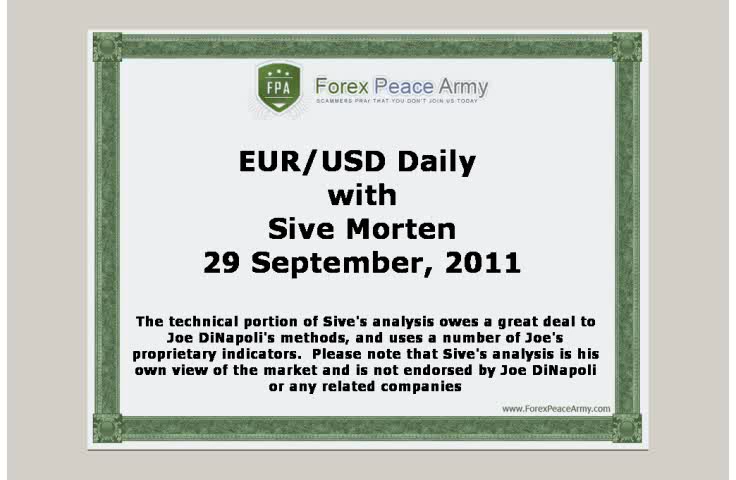 FPA
Forex Peace Army
SCAMMERS PRAY THAT YOU DON'T JOIN US TODAY
EUR/USD Daily
with
Sive Morten
29 September, 2011
The technical portion of Sive's analysis owes a great deal to
Joe DiNapoli's methods, and uses a number of Joe's
proprietary indicators.  Please note that Sive's analysis is his
own view of the market and is not endorsed by Joe DiNapoli
or any related companies
www.ForexPeaceArmy.com